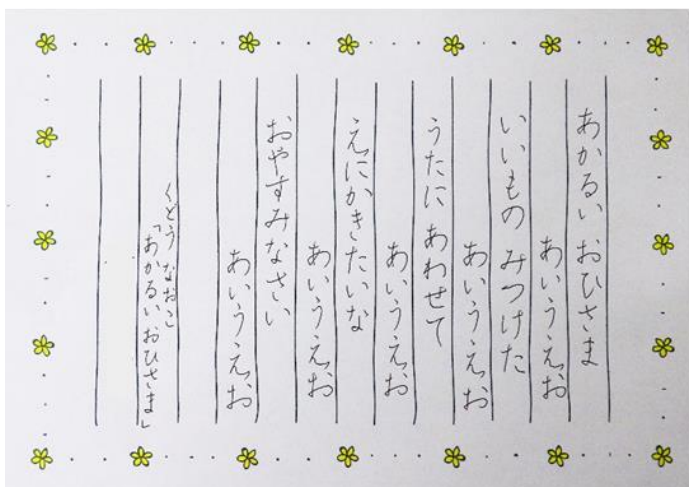 あかるい おひさま
あいうえお
いいもの みつけた
あいうえお
うたに あわせて
あいうえお
えにかきたいな
あいうえお
おやすみなさい
あいうえお
くどう なおこ
「あかるいおひさま」